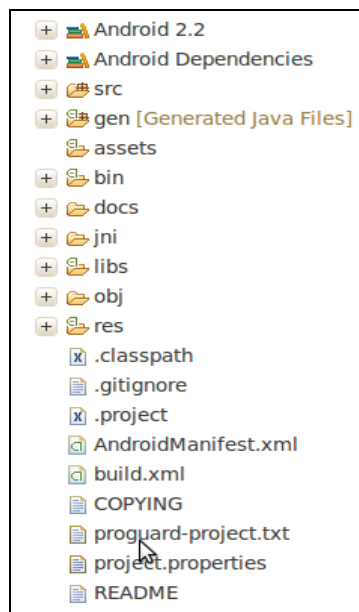 Android 2.2
Android Dependencies
src
gen [Generated Java Files]
assets
bin
docs
jni
libs
obj
res
.classpath
.gitignore
.project
AndroidManifest.xml
build.xml
COPYING
proguard-project.txt
project.properties
README